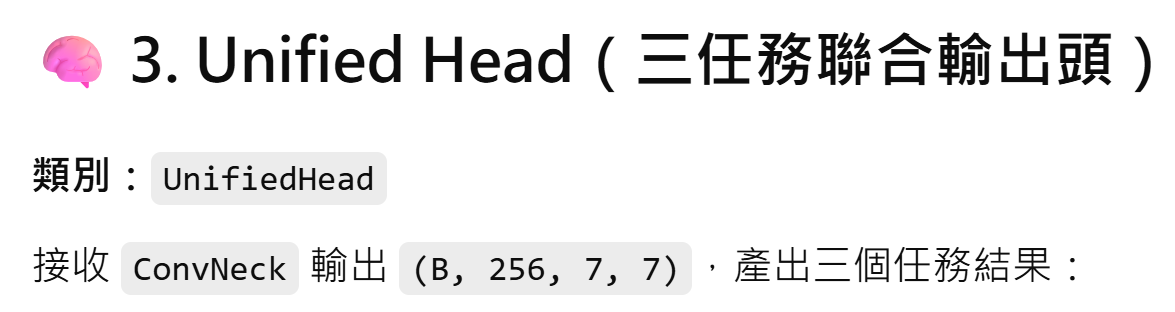 🧠 3. Unified Head（三任務聯合輸出頭）
類別：UnifiedHead
接收 ConvNeck 輸出 (B, 256, 7, 7)，產出三個任務結果：